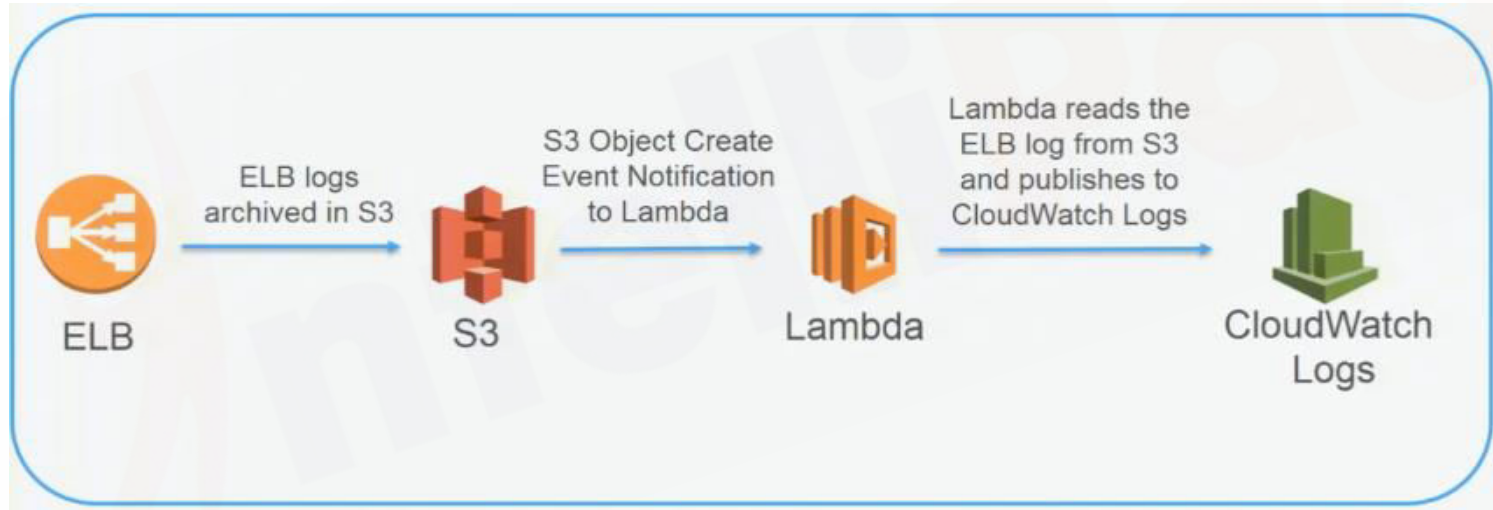 ELB logs
archived in S3
S3 Object Create
Event Notification
to Lambda
Lambda reads the
ELB log from S3
and publishes to
CloudWatch Logs
ELB
S3
Lambda
CloudWatch
Logs